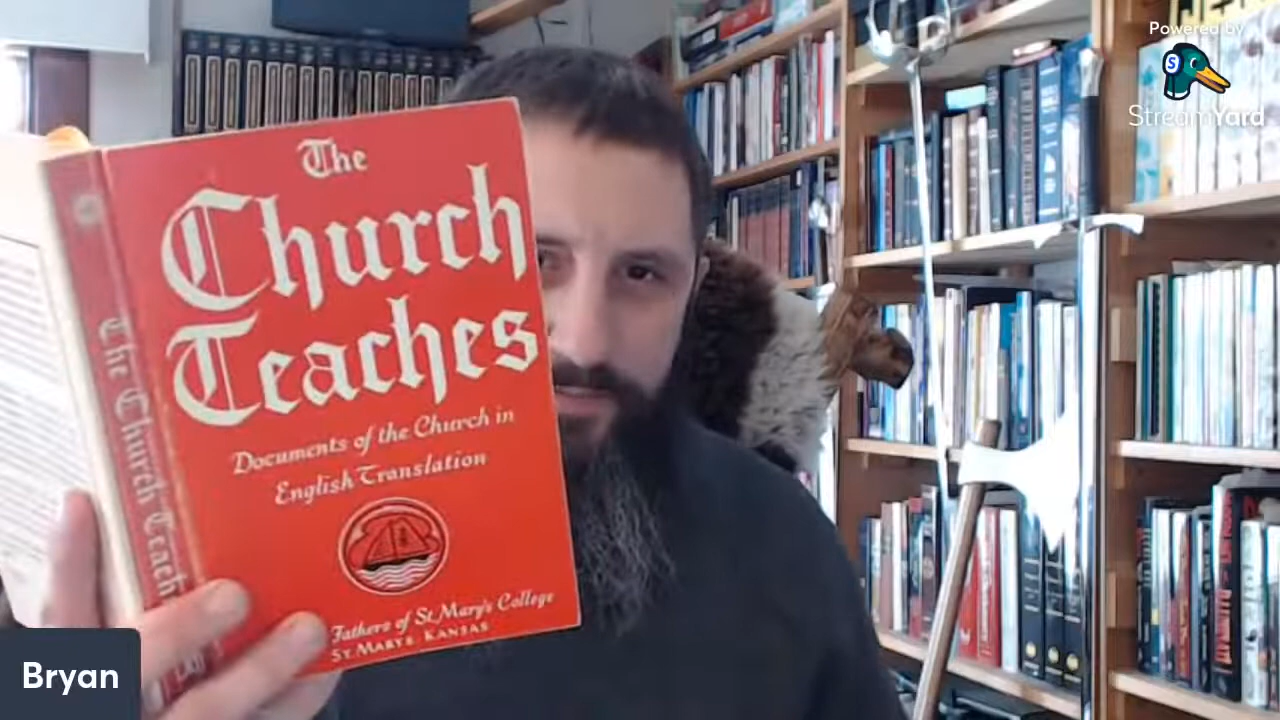 Powered by
S
StreamYard
The
Church
Teaches
Documents of the Church in
English Translation
Fathers of St. Mary's College
St. Marys, Kansas
The Church Teach
Bryan